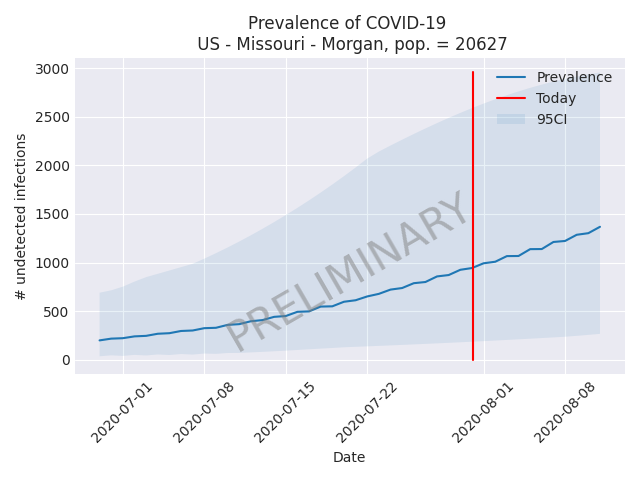 Prevalence of COVID-19
US - Missouri - Morgan, pop. = 20627
3000
2500
2000
1500
1000
500
0
# undetected infections
Prevalence
Today
95CI
PRELIMINARY
2020-07-01
2020-07-08
2020-07-15
2020-07-22
2020-08-01
2020-08-08
Date